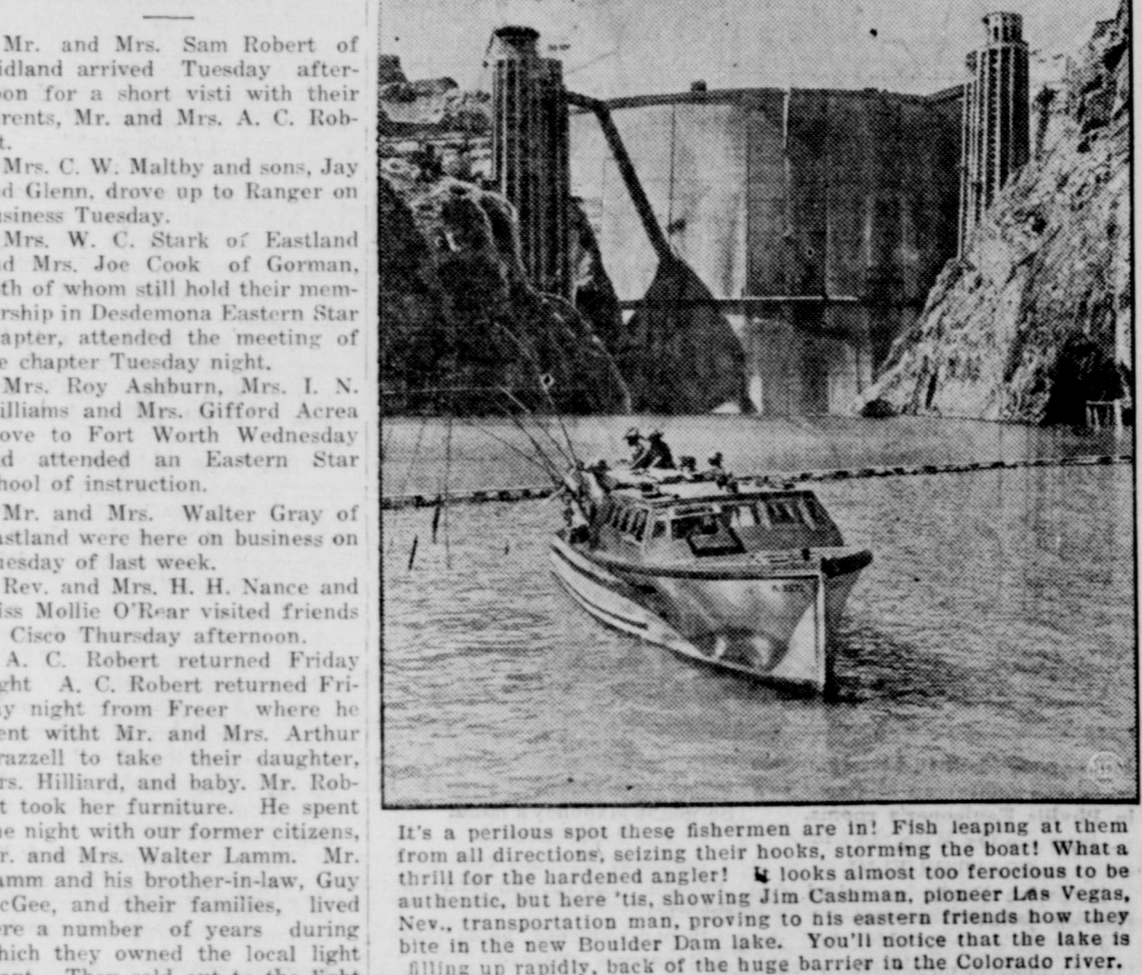 Mr. and Mrs. Sam Robert of
idland arrived Tuesday after-
on for a short visti with their
rents, Mr. and Mrs. A. C. Rob-
t.
Mrs. C. W. Maltby and sons, Jay
d Glenn, drove up to Ranger on
siness Tuesday.
Mrs. W. C. Stark of Eastland
d Mrs. Joe Cook of Gorman,
th of whom still hold their mem-
rship in Desdemona Eastern Star
apter, attended the meeting of
e chapter Tuesday night.
Mrs. Roy Ashburn, Mrs. I. N.
illiams and Mrs. Gifford Acrea
ove to Fort Worth Wednesday
d attended an Eastern Star
hool of instruction.
Mr. and Mrs. Walter Gray of
astland were here on business on
uesday of last week.
Rev. and Mrs. H. H. Nance and
iss Mollie O'Rear visited friends
Cisco Thursday afternoon.
A. C. Robert returned Friday
ght A. C. Robert returned Fri-
y night from Freer where he
ent witht Mr. and Mrs. Arthur
razzell to take their daughter,
rs. Hilliard, and baby. Mr. Rob-
t took her furniture. He spent
e night with our former citizens,
r. and Mrs. Walter Lamm. Mr.
amm and his brother-in-law, Guy
cGee, and their families, lived
re a number of years during
hich they owned the local light
It's a perilous spot these fishermen are in! Fish leaping at them
from all directions, seizing their hooks, storming the boat! What a
thrill for the hardened angler! It looks almost too ferocious to be
authentic, but here 'tis, showing Jim Cashman, pioneer Las Vegas,
Nev., transportation man, proving to his eastern friends how they
bite in the new Boulder Dam lake. You'll notice that the lake is
filling up rapidly, back of the huge barrier in the Colorado river.